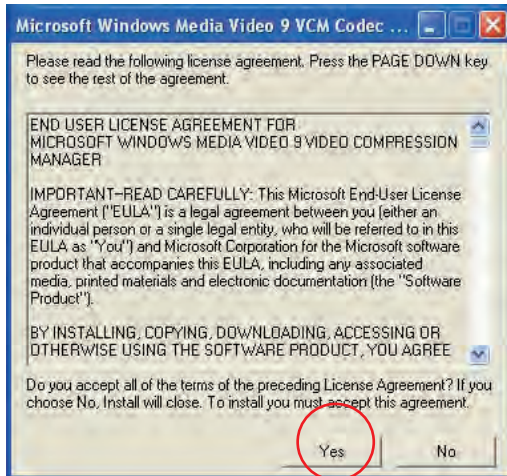 Microsoft Windows Media Video 9 VCM Codec ...
Please read the following license agreement. Press the PAGE DOWN key
to see the rest of the agreement.
END USER LICENSE AGREEMENT FOR
MICROSOFT WINDOWS MEDIA VIDEO 9 VIDEO COMPRESSION
MANAGER
IMPORTANT–READ CAREFULLY: This Microsoft End-User License
Agreement ("EULA") is a legal agreement between you (either an
individual person or a single legal entity, who will be referred to in this
EULA as "You") and Microsoft Corporation for the Microsoft software
product that accompanies this EULA, including any associated
media, printed materials and electronic documentation (the "Software
Product").
BY INSTALLING, COPYING, DOWNLOADING, ACCESSING OR
OTHERWISE USING THE SOFTWARE PRODUCT, YOU AGREE
Do you accept all of the terms of the preceding License Agreement? If you
choose No, Install will close. To install you must accept this agreement.
Yes
No